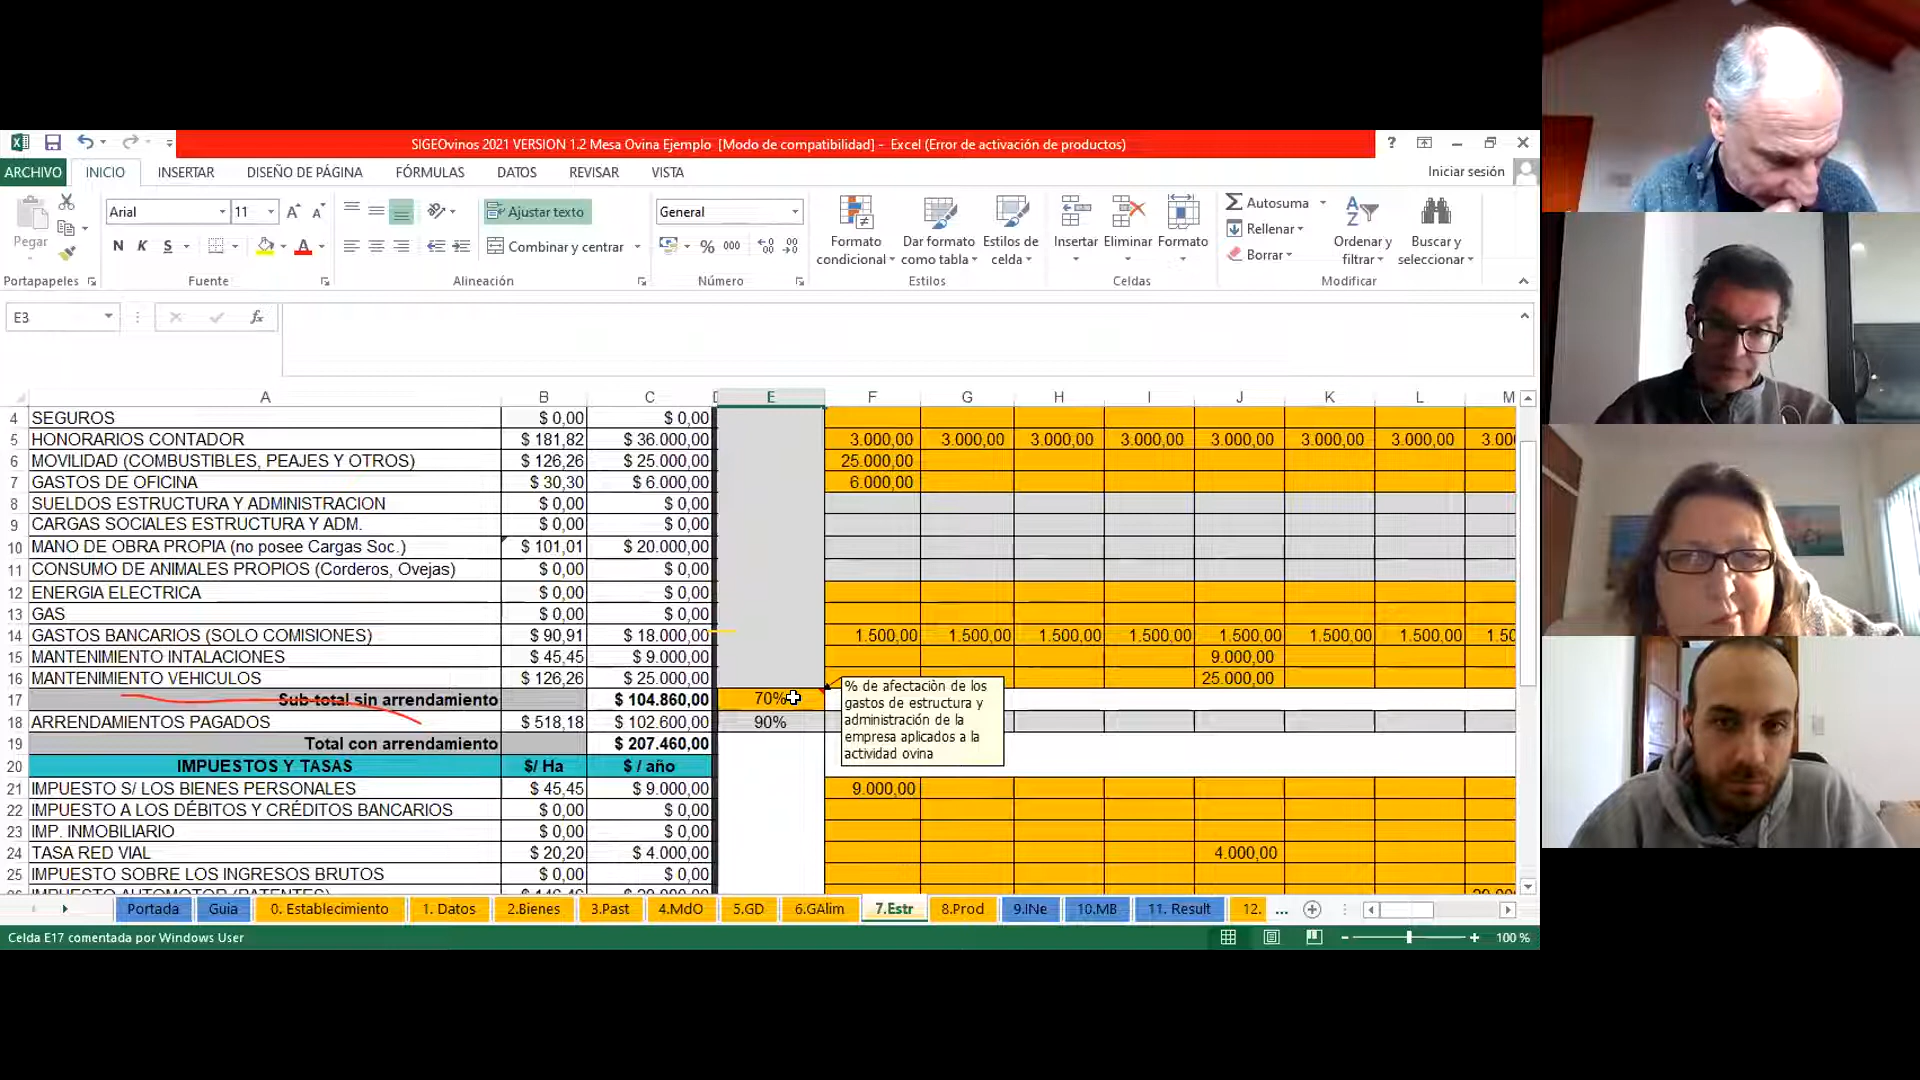 SIGEOvinos 2021 VERSION 1.2 Mesa Ovina Ejemplo [Modo de compatibilidad] - Excel (Error de activación de productos)
ARCHIVO INICIO INSERTAR DISEÑO DE PÁGINA FÓRMULAS DATOS REVISAR VISTA Iniciar sesión
Pegar
Arial 11
N K S
Ajustar texto
Combinar y centrar
General
% 000
Formato condicional
Dar formato como tabla
Estilos de celda
Insertar Eliminar Formato
Autosuma
Rellenar
Borrar
Ordenar y filtrar
Buscar y seleccionar
Portapapeles Fuente Alineación Número Estilos Celdas Modificar
E3 fx
A B C E F G H I J K L M
4 SEGUROS $ 0,00 $ 0,00
5 HONORARIOS CONTADOR $ 181,82 $ 36.000,00 3.000,00 3.000,00 3.000,00 3.000,00 3.000,00 3.000,00 3.000,00 3.00
6 MOVILIDAD (COMBUSTIBLES, PEAJES Y OTROS) $ 126,26 $ 25.000,00 25.000,00
7 GASTOS DE OFICINA $ 30,30 $ 6.000,00 6.000,00
8 SUELDOS ESTRUCTURA Y ADMINISTRACION $ 0,00 $ 0,00
9 CARGAS SOCIALES ESTRUCTURA Y ADM. $ 0,00 $ 0,00
10 MANO DE OBRA PROPIA (no posee Cargas Soc.) $ 101,01 $ 20.000,00
11 CONSUMO DE ANIMALES PROPIOS (Corderos, Ovejas) $ 0,00 $ 0,00
12 ENERGIA ELECTRICA $ 0,00 $ 0,00
13 GAS $ 0,00 $ 0,00
14 GASTOS BANCARIOS (SOLO COMISIONES) $ 90,91 $ 18.000,00 1.500,00 1.500,00 1.500,00 1.500,00 1.500,00 1.500,00 1.500,00 1.50
15 MANTENIMIENTO INTALACIONES $ 45,45 $ 9.000,00 9.000,00
16 MANTENIMIENTO VEHICULOS $ 126,26 $ 25.000,00 25.000,00
17 Sub-total sin arrendamiento $ 104.860,00 70%
18 ARRENDAMIENTOS PAGADOS $ 518,18 $ 102.600,00 90%
19 Total con arrendamiento $ 207.460,00
% de afectaciòn de los
gastos de estructura y
administración de la
empresa aplicados a la
actividad ovina
20 IMPUESTOS Y TASAS $/ Ha $ / año
21 IMPUESTO S/ LOS BIENES PERSONALES $ 45,45 $ 9.000,00 9.000,00
22 IMPUESTO A LOS DÉBITOS Y CRÉDITOS BANCARIOS $ 0,00 $ 0,00
23 IMP. INMOBILIARIO $ 0,00 $ 0,00
24 TASA RED VIAL $ 20,20 $ 4.000,00 4.000,00
25 IMPUESTO SOBRE LOS INGRESOS BRUTOS $ 0,00 $ 0,00
Portada Guia 0. Establecimiento 1. Datos 2.Bienes 3.Past 4.MdO 5.GD 6.GAlim 7.Estr 8.Prod 9.INe 10.MB 11. Result 12. ...
Celda E17 comentada por Windows User 100 %